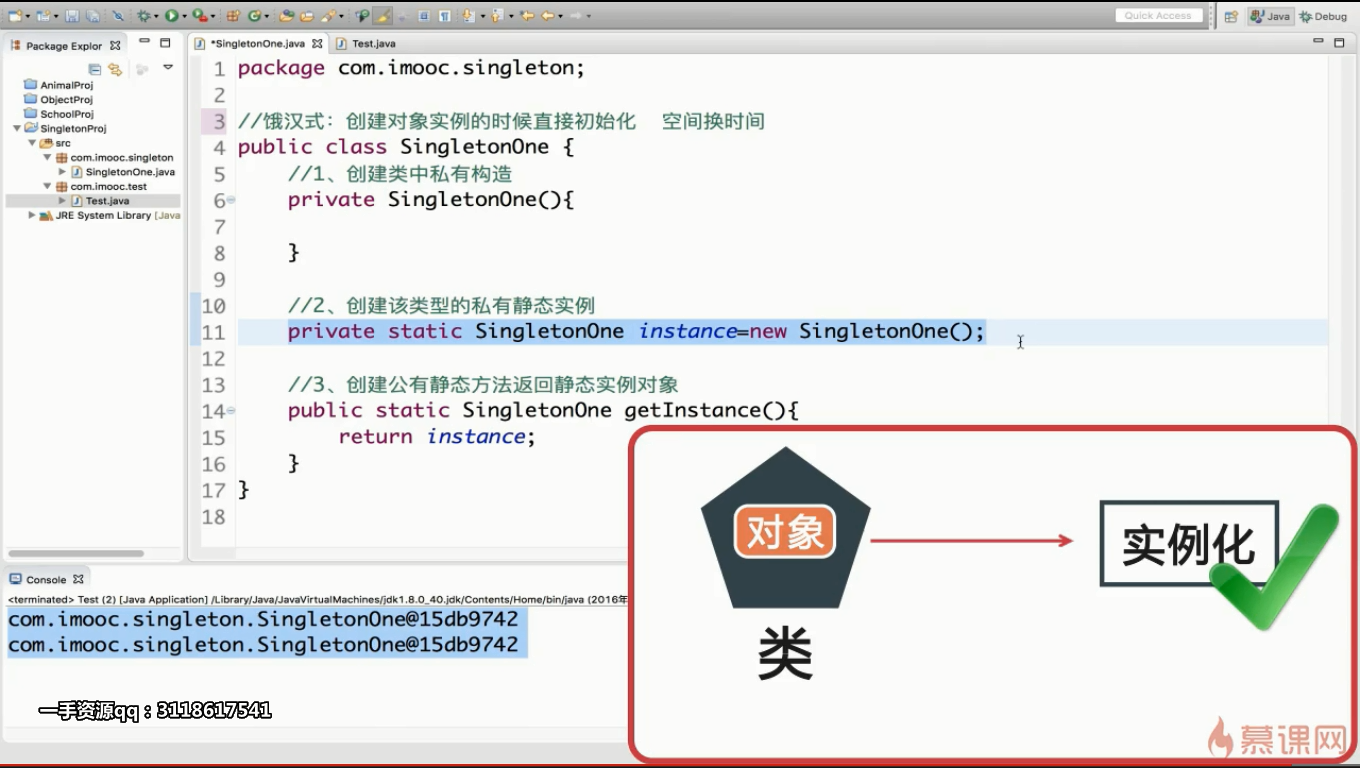 Quick Access
Java
Debug
Package Explor
*SingletonOne.java
Test.java
AnimalProj
ObjectProj
SchoolProj
SingletonProj
src
com.imooc.singleton
SingletonOne.java
com.imooc.test
Test.java
JRE System Library [Java
1 package com.imooc.singleton;
2
3 //饿汉式：创建对象实例的时候直接初始化 空间换时间
4 public class SingletonOne {
5 //1、创建类中私有构造
6 private SingletonOne(){
7
8 }
9
10 //2、创建该类型的私有静态实例
11 private static SingletonOne instance=new SingletonOne();
12
13 //3、创建公有静态方法返回静态实例对象
14 public static SingletonOne getInstance(){
15 return instance;
16 }
17 }
18
Console
<terminated> Test (2) [Java Application] /Library/Java/JavaVirtualMachines/jdk1.8.0_40.jdk/Contents/Home/bin/java (2016年
com.imooc.singleton.SingletonOne@15db9742
com.imooc.singleton.SingletonOne@15db9742
对象
类
实例化
一手资源qq：3118617541
慕课网